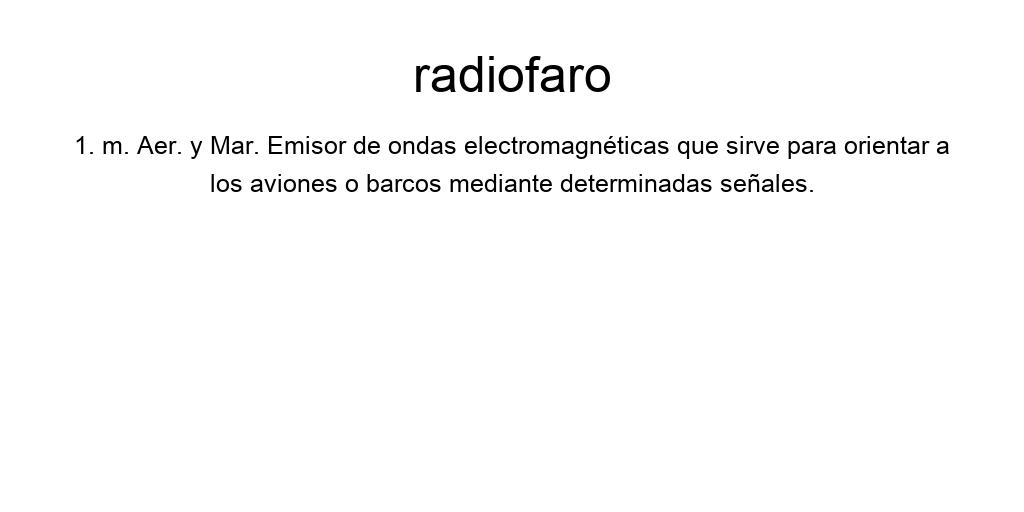 radiofaro
1. m. Aer. y Mar. Emisor de ondas electromagnéticas que sirve para orientar a
los aviones o barcos mediante determinadas señales.